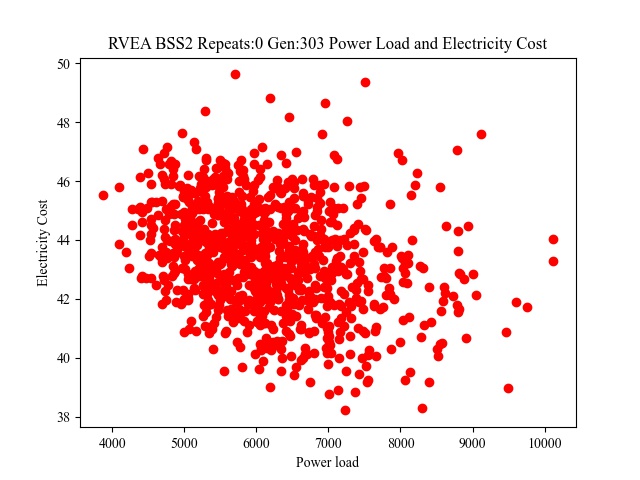 RVEA BSS2 Repeats:0 Gen:303 Power Load and Electricity Cost
50
48
46
44
42
40
38
Electricity Cost
4000 5000 6000 7000 8000 9000 10000
Power load